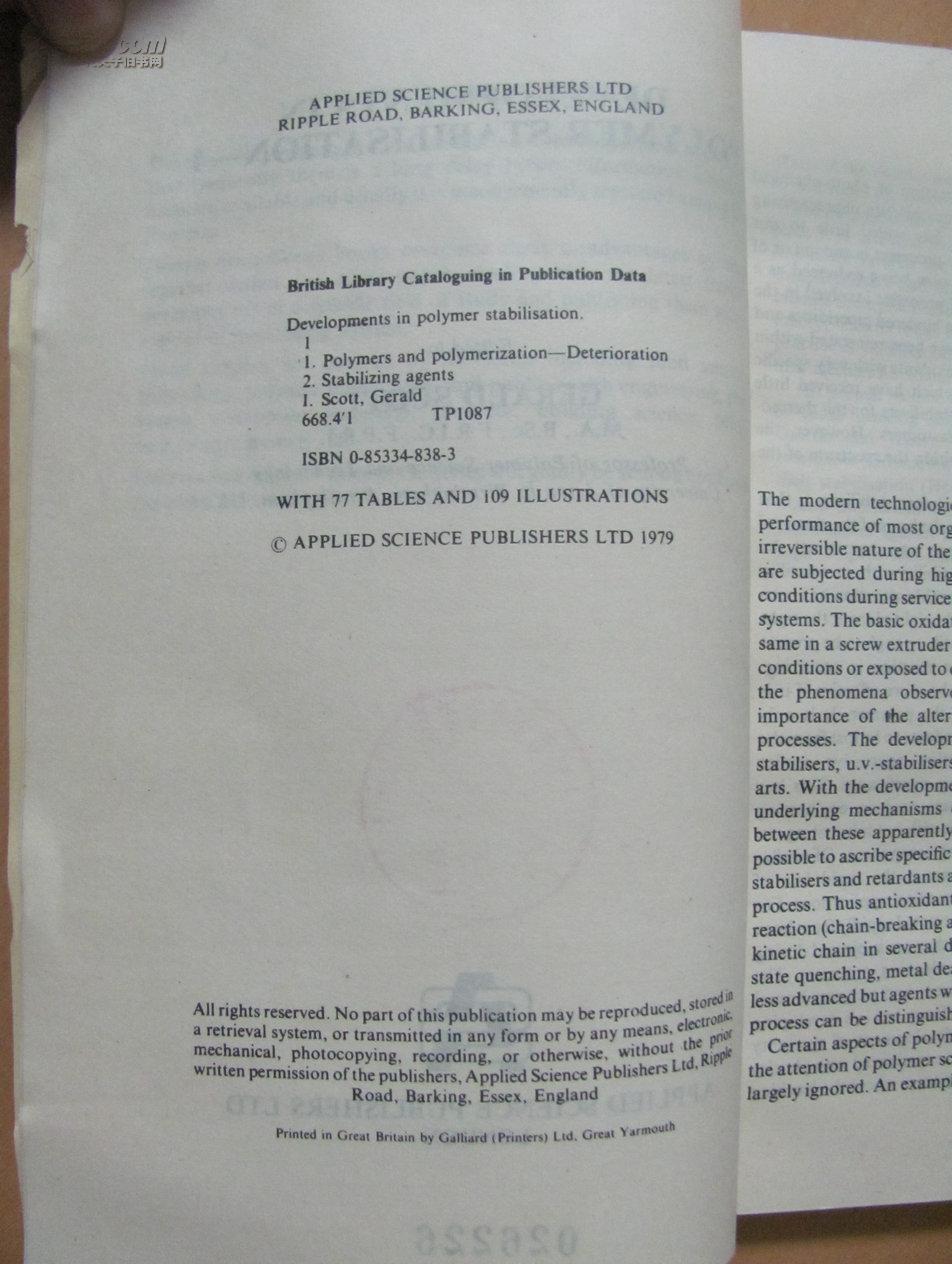 .com
旧书网
APPLIED SCIENCE PUBLISHERS LTD
RIPPLE ROAD, BARKING, ESSEX, ENGLAND
British Library Cataloguing in Publication Data
Developments in polymer stabilisation.
1
1. Polymers and polymerization—Deterioration
2. Stabilizing agents
I. Scott, Gerald
668.4'1 TP1087
ISBN 0-85334-838-3
WITH 77 TABLES AND 109 ILLUSTRATIONS
© APPLIED SCIENCE PUBLISHERS LTD 1979
All rights reserved. No part of this publication may be reproduced, stored in
a retrieval system, or transmitted in any form or by any means, electronic,
mechanical, photocopying, recording, or otherwise, without the prior
written permission of the publishers, Applied Science Publishers Ltd, Ripple
Road, Barking, Essex, England
Printed in Great Britain by Galliard (Printers) Ltd, Great Yarmouth
026226
The modern technologi
performance of most org
irreversible nature of the
are subjected during hig
conditions during service
systems. The basic oxida
same in a screw extruder
conditions or exposed to
the phenomena observ
importance of the alter
processes. The develop
stabilisers, u.v.-stabilisers
arts. With the developm
underlying mechanisms
between these apparently
possible to ascribe specific
stabilisers and retardants a
process. Thus antioxidan
reaction (chain-breaking a
kinetic chain in several d
state quenching, metal de
less advanced but agents w
process can be distinguish
Certain aspects of polym
the attention of polymer sc
largely ignored. An exampl